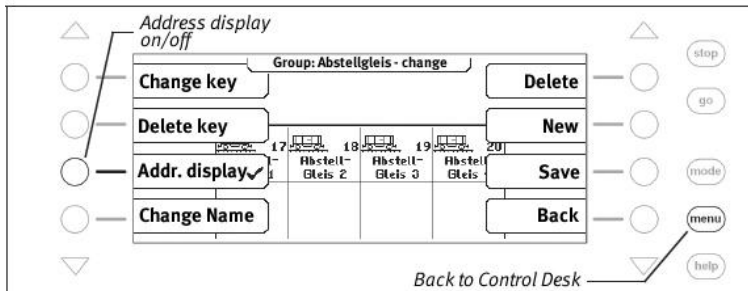 Address display
on/off
Group: Abstellgleis - change
Change key
Delete
stop
go
Delete key
New
17 18 19 20
Abstell- Abstell- Abstell
Addr. display✓
1 Gleis 2 Gleis 3 Gleis
Save
mode
Change Name
Back
menu
help
Back to Control Desk